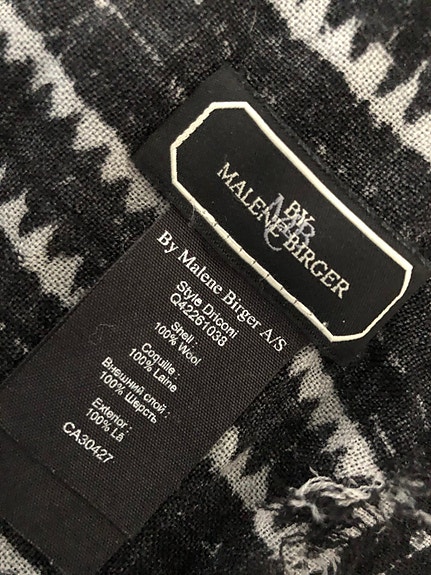 BY
MALENE BIRGER
By Malene Birger A/S
Style Driconi
Q42261038
Shell :
100% Wool
Coquille :
100% Laine
Внешний слой :
100% Шерсть
Exterior :
100% Lã
CA30427